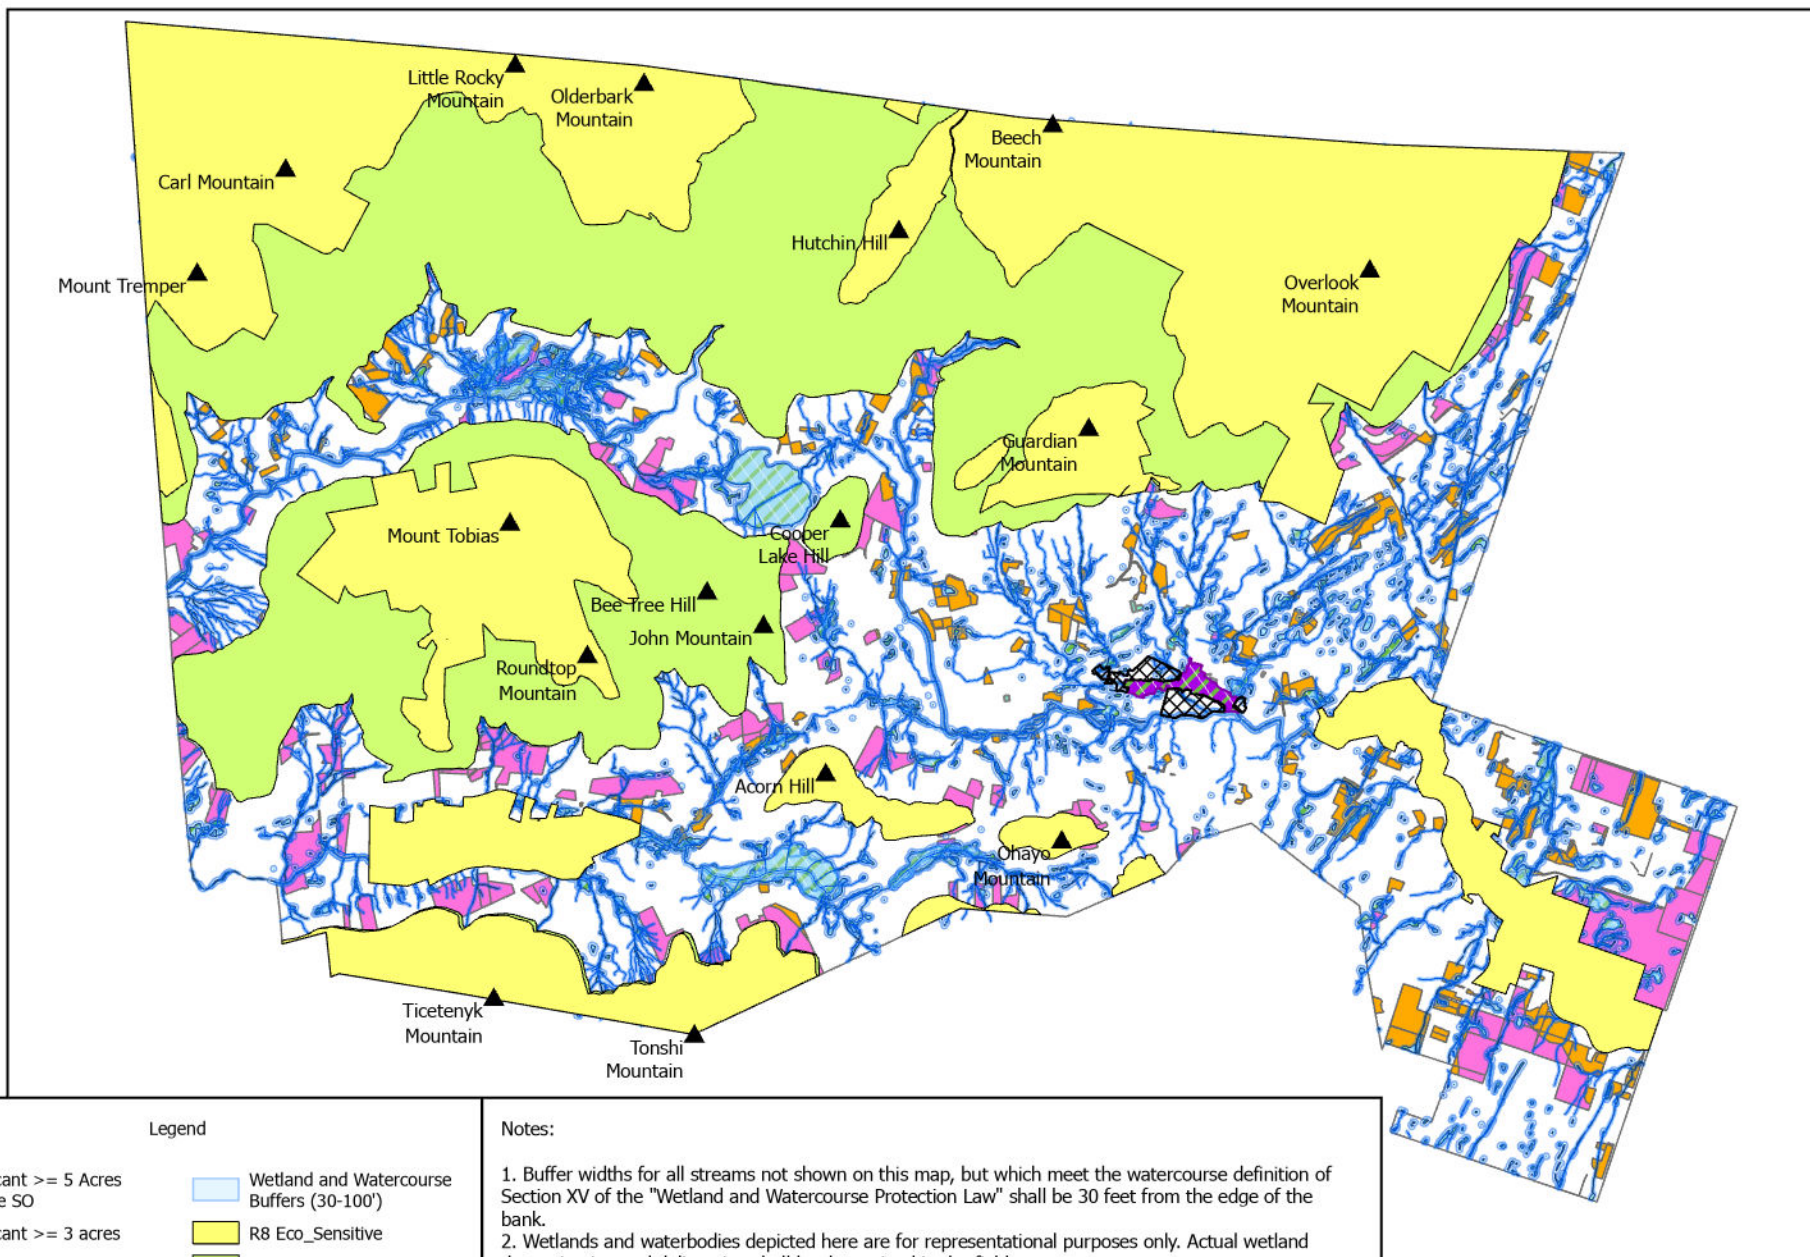 Little Rocky
Mountain
Olderbark
Mountain
Beech
Mountain
Carl Mountain
Hutchin Hill
Mount Tremper
Overlook
Mountain
Guardian
Mountain
Mount Tobias
Cooper
Lake Hill
Bee Tree Hill
John Mountain
Roundtop
Mountain
Acorn Hill
Ohayo
Mountain
Ticetenyk
Mountain
Tonshi
Mountain
Legend
cant >= 5 Acres
e SO
cant >= 3 acres
Wetland and Watercourse
Buffers (30-100')
R8 Eco_Sensitive
Notes:
1. Buffer widths for all streams not shown on this map, but which meet the watercourse definition of
Section XV of the "Wetland and Watercourse Protection Law" shall be 30 feet from the edge of the
bank.
2. Wetlands and waterbodies depicted here are for representational purposes only. Actual wetland